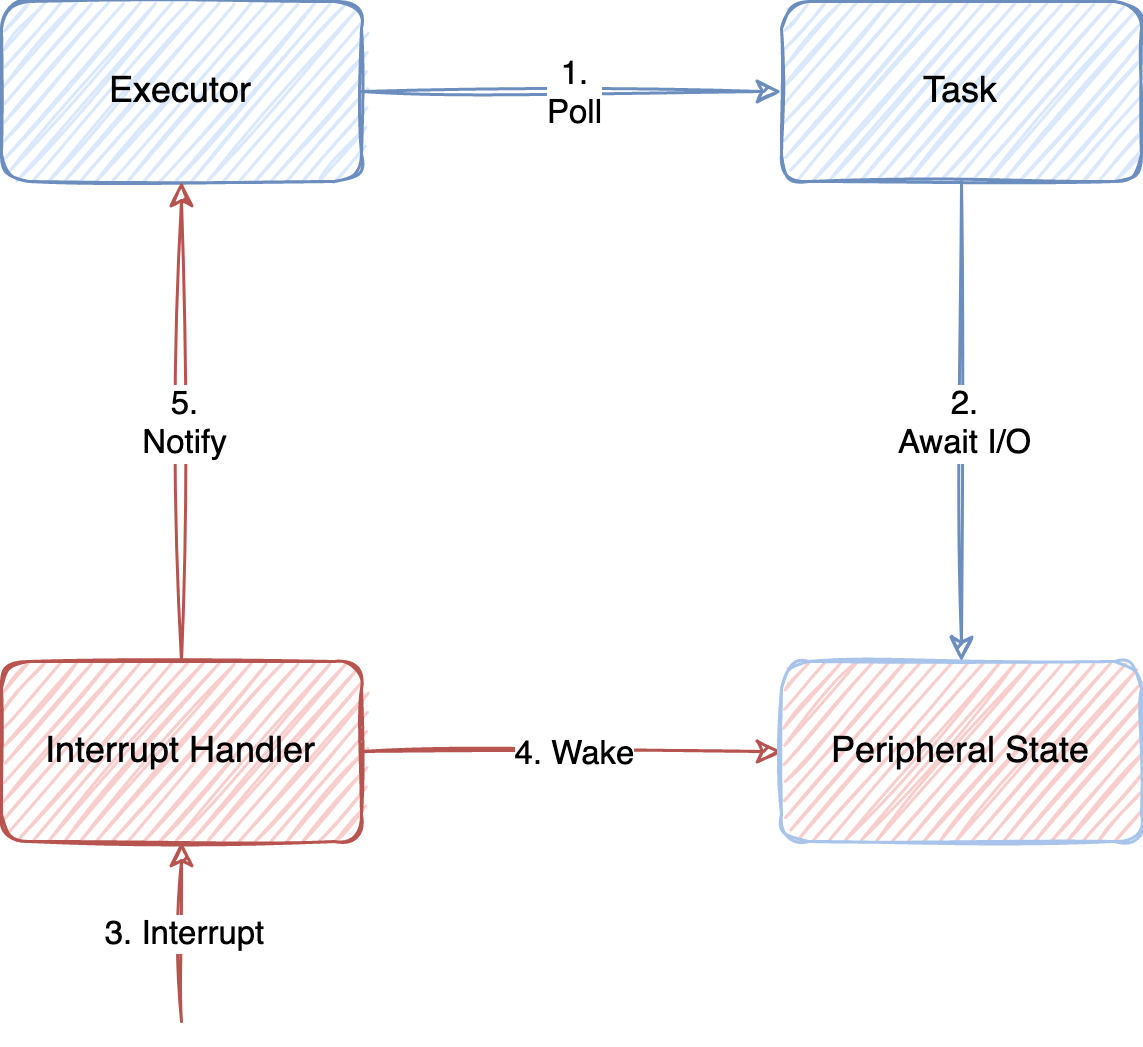 Executor
1.
Poll
Task
5.
Notify
2.
Await I/O
Interrupt Handler
4. Wake
Peripheral State
3. Interrupt